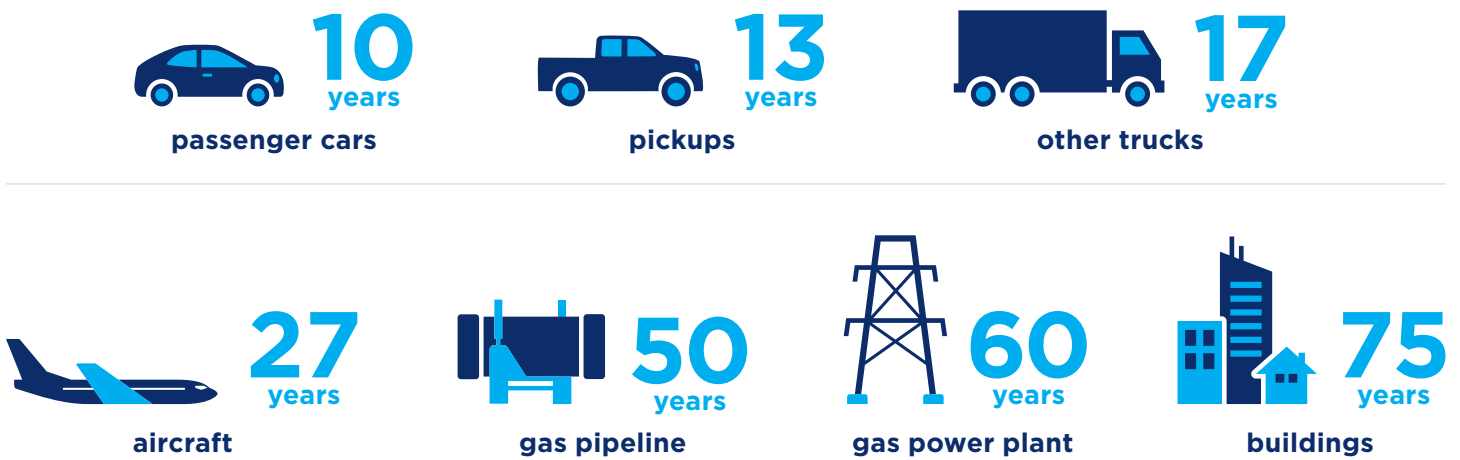 10
years
passenger cars
13
years
pickups
17
years
other trucks
27
years
aircraft
50
years
gas pipeline
60
years
gas power plant
75
years
buildings